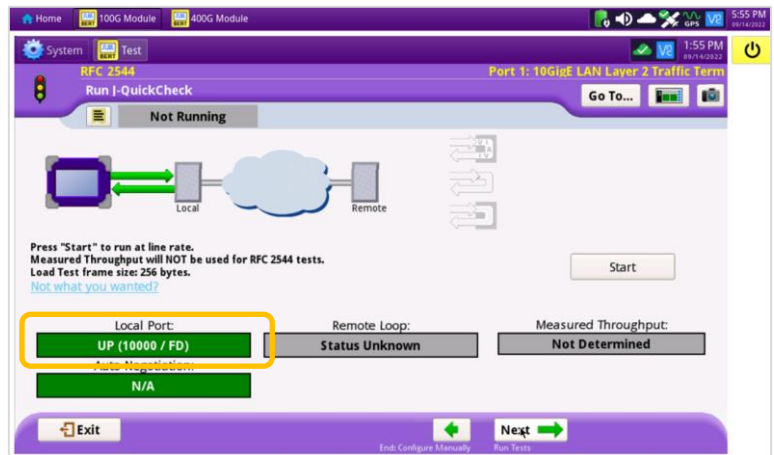 Home
100G Module
400G Module
GPS
V2
5:55 PM
09/14/2022
System
BERT
Test
V2
1:55 PM
09/14/2022
RFC 2544
Port 1: 10GigE LAN Layer 2 Traffic Term
Run J-QuickCheck
Go To...
Not Running
Local
Remote
Press "Start" to run at line rate.
Measured Throughput will NOT be used for RFC 2544 tests.
Load Test frame size: 256 bytes.
Not what you wanted?
Start
Local Port:
Remote Loop:
Measured Throughput:
UP (10000 / FD)
Status Unknown
Not Determined
Auto Negotiation:
N/A
Exit
Next
End: Configure Manually
Run Tests